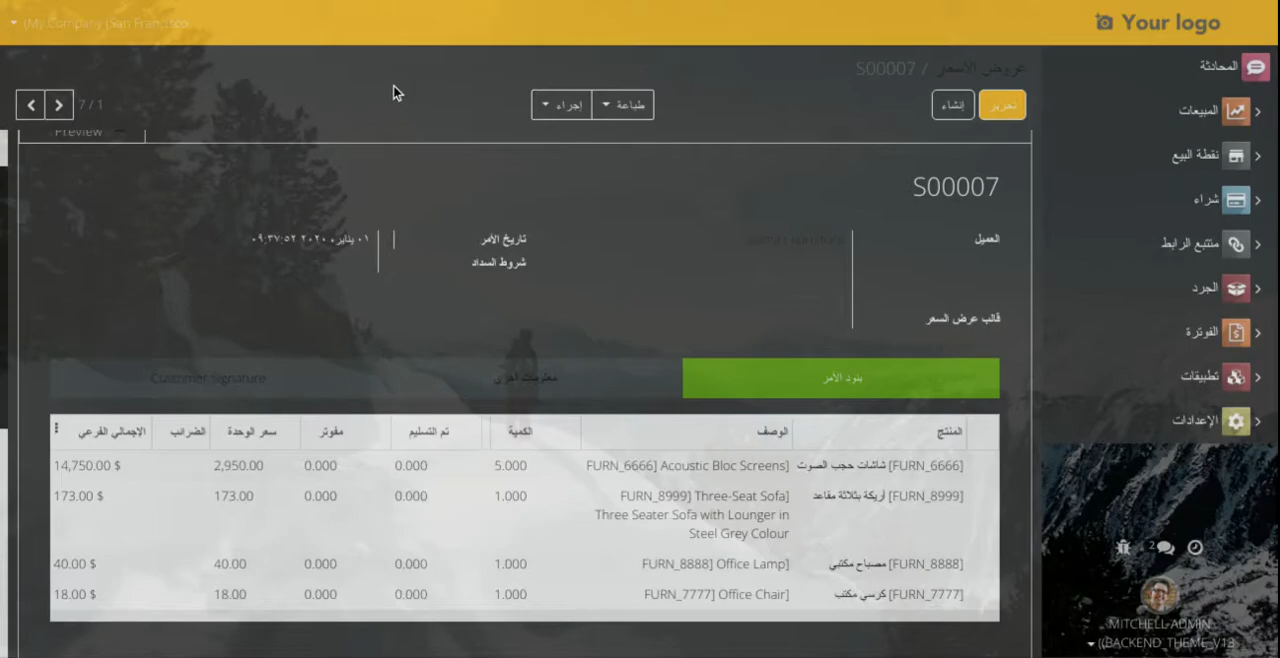 (My Company (San Francisco
Your logo
عروض الأسعار / S00007
تحرير
إنشاء
طباعة
إجراء
7 / 1
Preview
S00007
العميل
تاريخ الأمر
٠١ يناير، ٢٠٢٠ ٠٩:٣٧:٥٢
شروط السداد
قالب عرض السعر
بنود الأمر
معلومات أخرى
Customer Signature
المنتج الوصف الكمية تم التسليم مفوتر سعر الوحدة الضرائب الإجمالي الفرعي
[FURN_6666] شاشات حجب الصوت FURN_6666] Acoustic Bloc Screens] 5.000 0.000 0.000 2,950.00 14,750.00 $
[FURN_8999] أريكة بثلاثة مقاعد FURN_8999] Three-Seat Sofa] 1.000 0.000 0.000 173.00 173.00 $
Three Seater Sofa with Lounger in
Steel Grey Colour
[FURN_8888] مصباح مكتبي FURN_8888] Office Lamp] 1.000 0.000 0.000 40.00 40.00 $
[FURN_7777] كرسي مكتب FURN_7777] Office Chair] 1.000 0.000 0.000 18.00 18.00 $
المحادثة
المبيعات
نقطة البيع
شراء
متتبع الرابط
الجرد
الفوترة
تطبيقات
الإعدادات
2
MITCHELL ADMIN
((BACKEND_THEME_V13